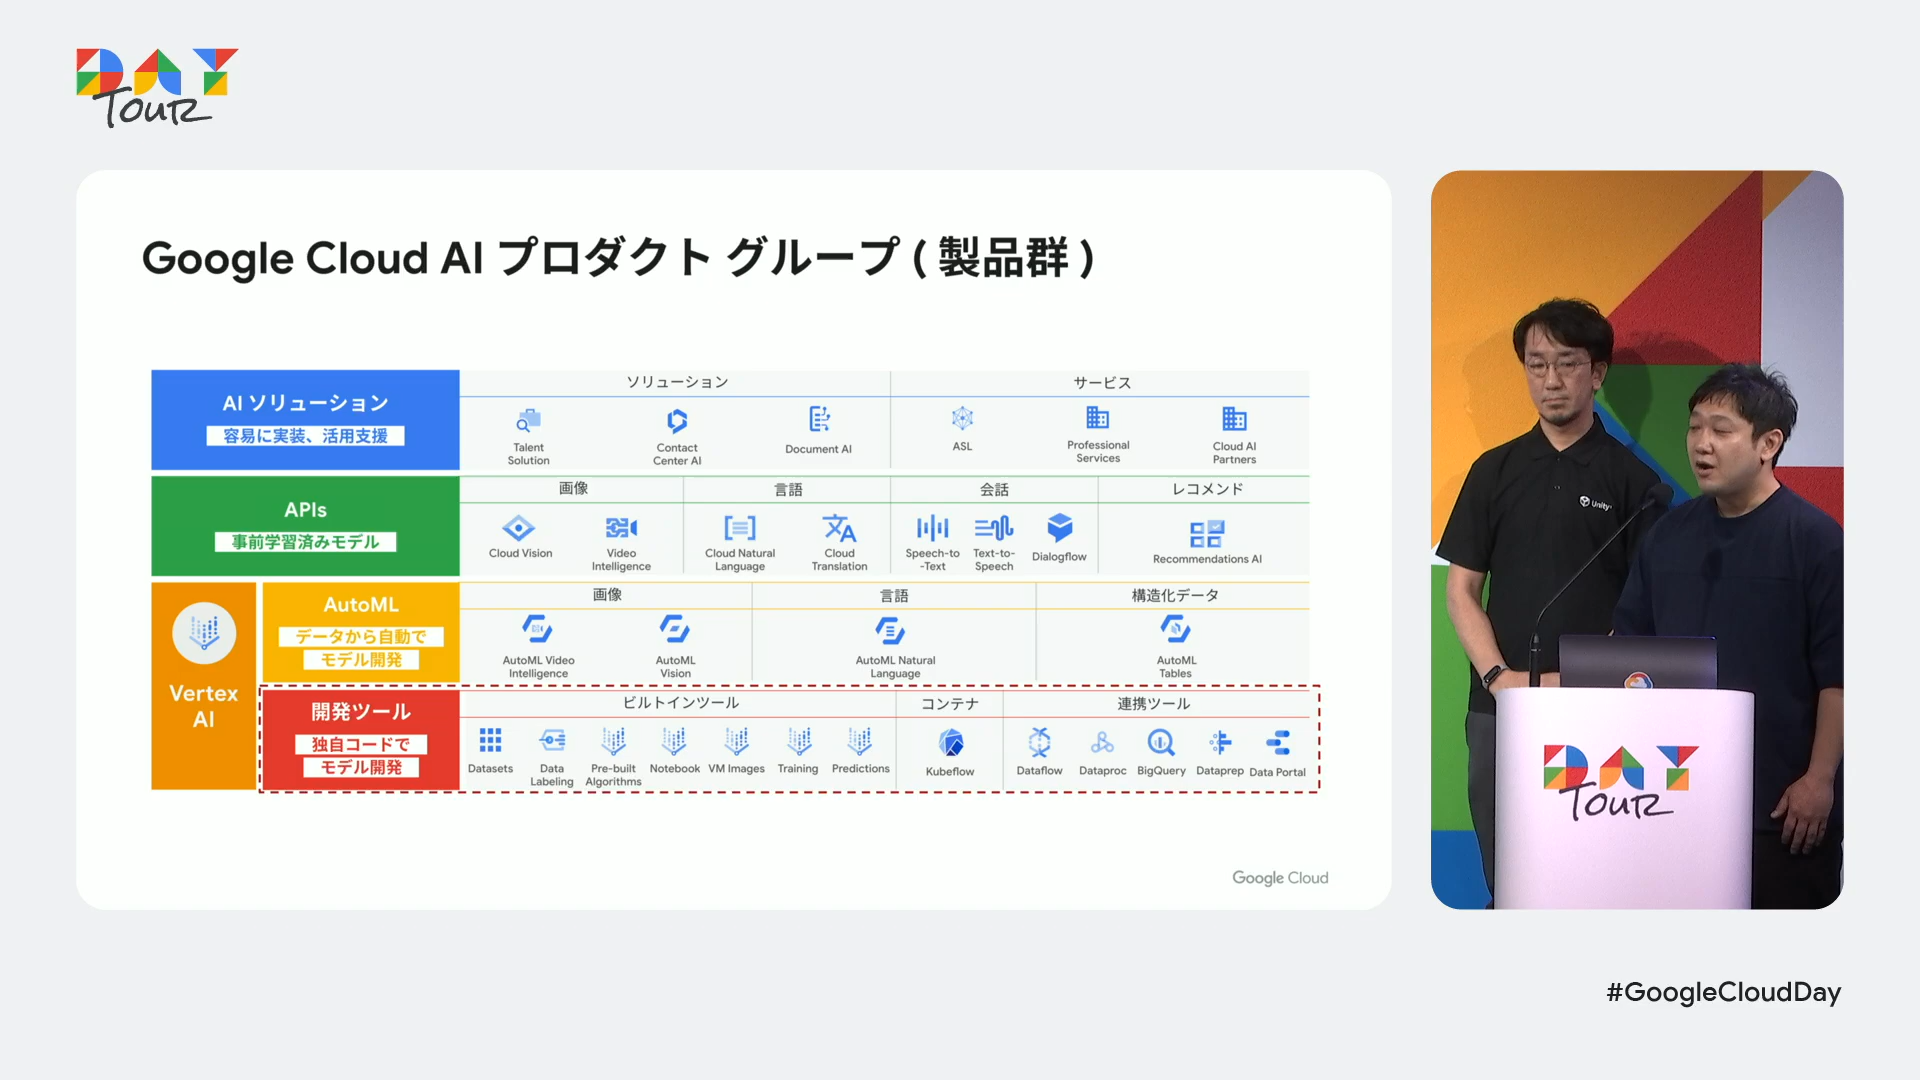 DAY
Tour
Google Cloud AI プロダクト グループ ( 製品群 )
AI ソリューション
容易に実装、活用支援
ソリューション
サービス
Talent
Solution
Contact
Center AI
Document AI
ASL
Professional
Services
Cloud AI
Partners
APIs
事前学習済みモデル
画像
言語
会話
レコメンド
Cloud Vision
Video
Intelligence
Cloud Natural
Language
Cloud
Translation
Speech-to
-Text
Text-to-
Speech
Dialogflow
Recommendations AI
Vertex
AI
AutoML
データから自動で
モデル開発
画像
言語
構造化データ
AutoML Video
Intelligence
AutoML
Vision
AutoML Natural
Language
AutoML
Tables
開発ツール
独自コードで
モデル開発
ビルトインツール
コンテナ
連携ツール
Datasets
Data
Labeling
Pre-built
Algorithms
Notebook
VM Images
Training
Predictions
Kubeflow
Dataflow
Dataproc
BigQuery
Dataprep
Data Portal
Google Cloud
Unity
DAY
Tour
#GoogleCloudDay